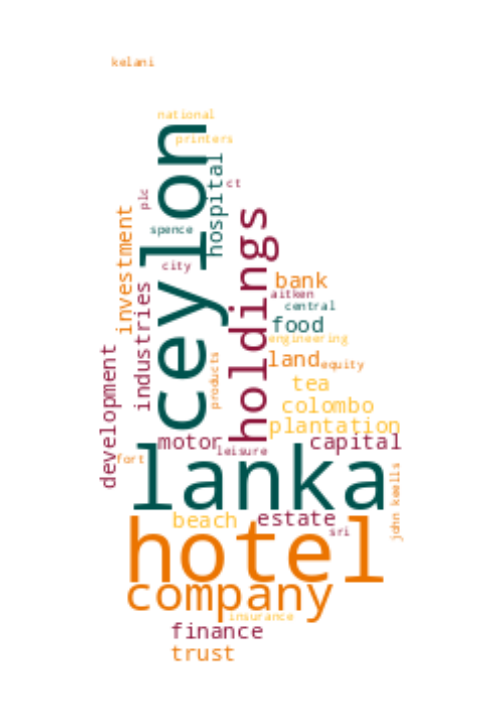 kelani
national
printers
ceylon
hospital
ct
plc
spence
city
investment
holdings
industries
bank
aitken
central
food
engineering
land
equity
products
tea
development
colombo
plantation
motor
capital
leisure
fort
lanka
john keells
beach
estate
sri
hotel
company
insurance
finance
trust